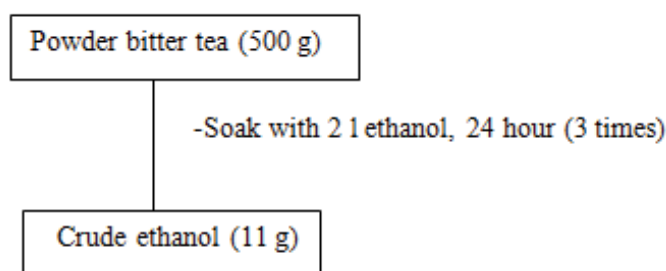 Powder bitter tea (500 g)
-Soak with 2 l ethanol, 24 hour (3 times)
Crude ethanol (11 g)